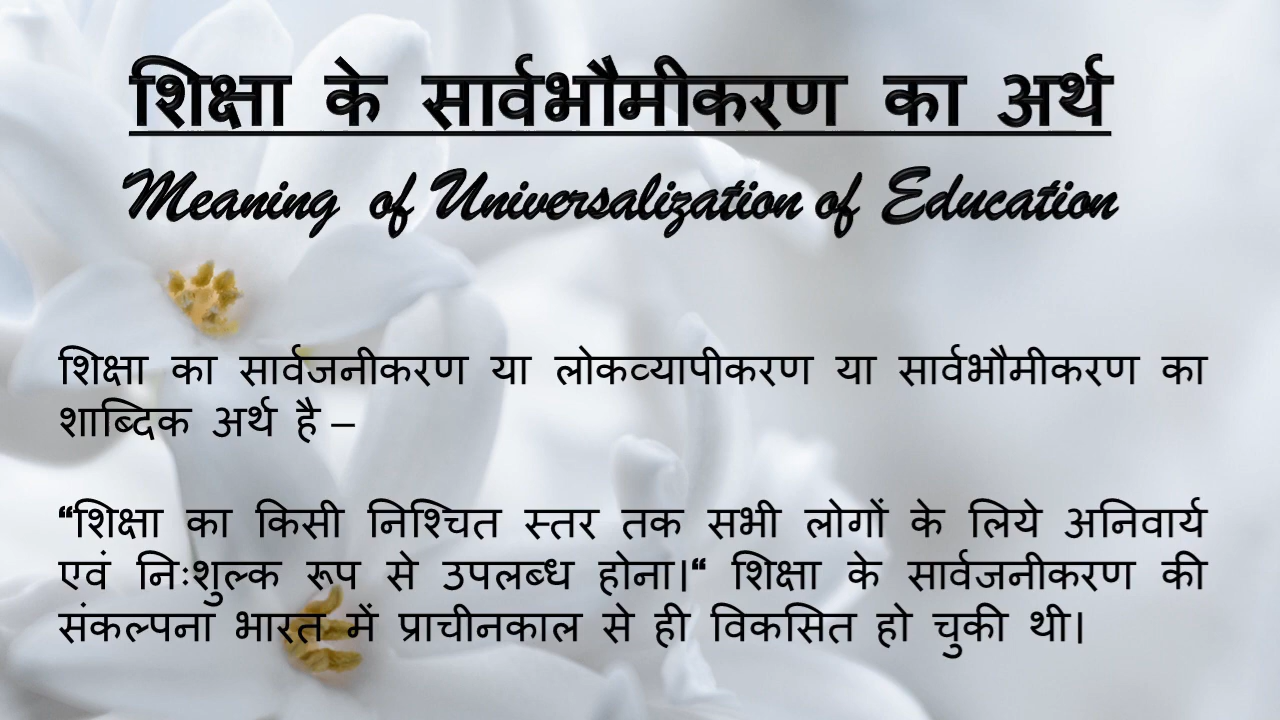 शिक्षा के सार्वभौमीकरण का अर्थ
Meaning of Universalization of Education
शिक्षा का सार्वजनीकरण या लोकव्यापीकरण या सार्वभौमीकरण का
शाब्दिक अर्थ है –
“शिक्षा का किसी निश्चित स्तर तक सभी लोगों के लिये अनिवार्य
एवं निःशुल्क रूप से उपलब्ध होना।“ शिक्षा के सार्वजनीकरण की
संकल्पना भारत में प्राचीनकाल से ही विकसित हो चुकी थी।